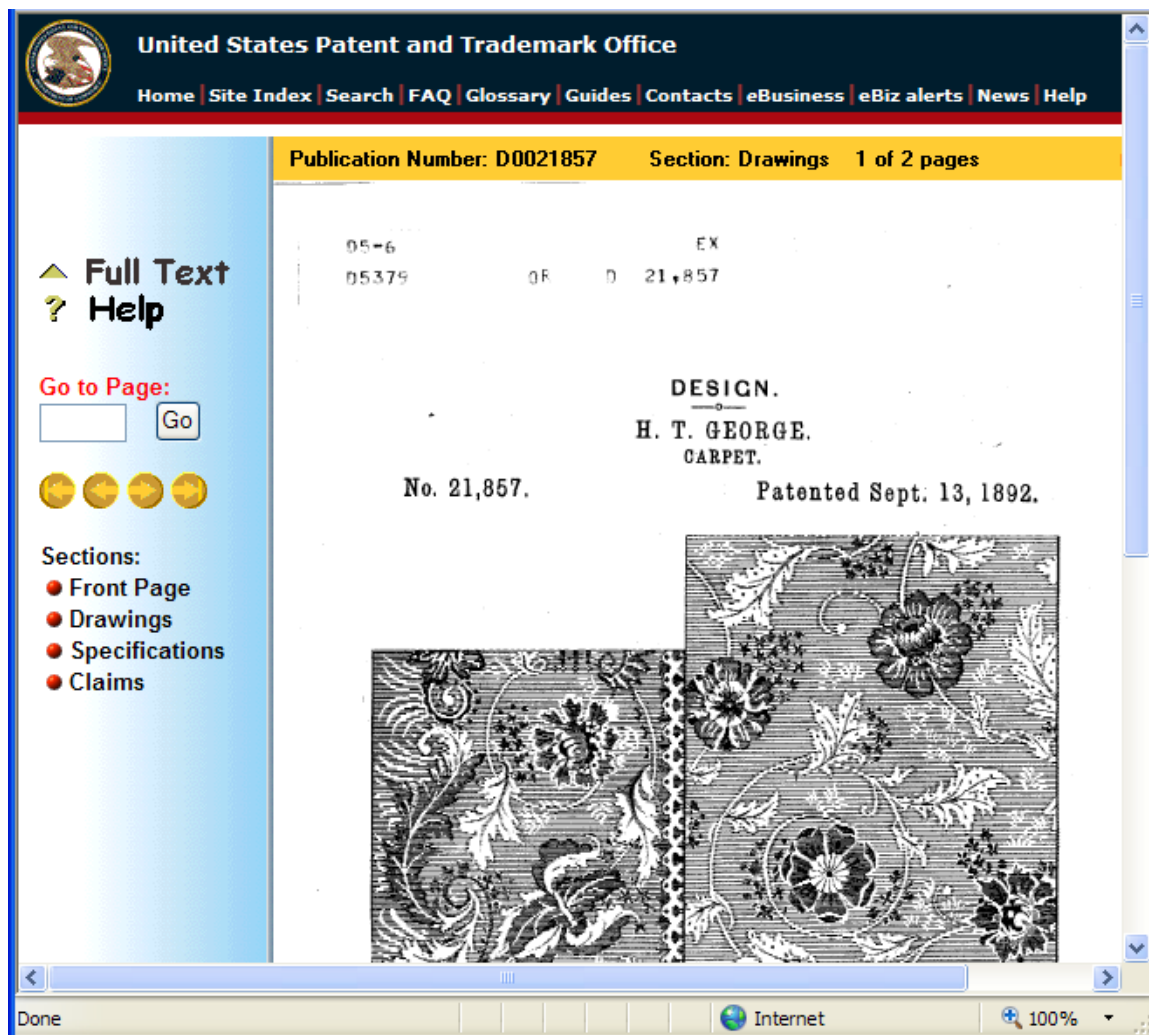 United States Patent and Trademark Office
Home Site Index Search FAQ Glossary Guides Contacts eBusiness eBiz alerts News Help
Publication Number: D0021857 Section: Drawings 1 of 2 pages
Full Text
? Help
Go to Page:
Go
Sections:
Front Page
Drawings
Specifications
Claims
D5-6 EX
D5379 OR D 21,857
DESIGN.
H. T. GEORGE.
CARPET.
No. 21,857. Patented Sept. 13, 1892.
Done Internet 100%